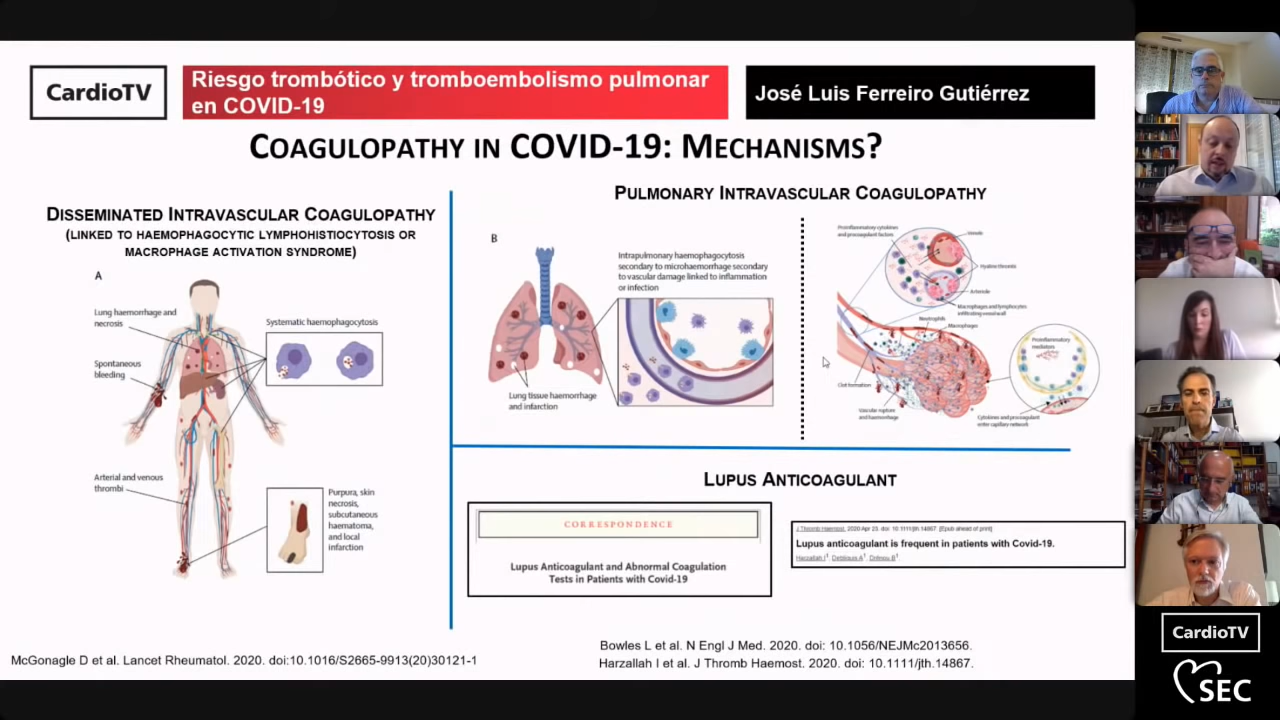 CardioTV
Riesgo trombótico y tromboembolismo pulmonar
en COVID-19
José Luis Ferreiro Gutiérrez
COAGULOPATHY IN COVID-19: MECHANISMS?
DISSEMINATED INTRAVASCULAR COAGULOPATHY
(LINKED TO HAEMOPHAGOCYTIC LYMPHOHISTIOCYTOSIS OR
MACROPHAGE ACTIVATION SYNDROME)
A
Lung haemorrhage and
necrosis
Systematic haemophagocytosis
Spontaneous
bleeding
Arterial and venous
thrombi
Purpura, skin
necrosis,
subcutaneous
haematoma,
and local
infarction
PULMONARY INTRAVASCULAR COAGULOPATHY
B
Intrapulmonary haemophagocytosis
secondary to microhaemorrhage secondary
to vascular damage linked to inflammation
or infection
Lung tissue haemorrhage
and infarction
Proinflammatory cytokines
and procoagulant factors
Venule
Hyaline thrombi
Arteriole
Macrophages and lymphocytes
infiltrating vessel wall
Neutrophils
Macrophages
Proinflammatory
mediators
Clot formation
Vascular rupture
and haemorrhage
Cytokines and procoagulant
enter capillary network
LUPUS ANTICOAGULANT
CORRESPONDENCE
Lupus Anticoagulant and Abnormal Coagulation
Tests in Patients with Covid-19
J Thromb Haemost. 2020 Apr 23. doi: 10.1111/jth.14867. [Epub ahead of print]
Lupus anticoagulant is frequent in patients with Covid-19.
Harzallah I1, Debliquis A1, Drénou B1.
McGonagle D et al. Lancet Rheumatol. 2020. doi:10.1016/S2665-9913(20)30121-1
Bowles L et al. N Engl J Med. 2020. doi: 10.1056/NEJMc2013656.
Harzallah I et al. J Thromb Haemost. 2020. doi: 10.1111/jth.14867.
CardioTV
SEC